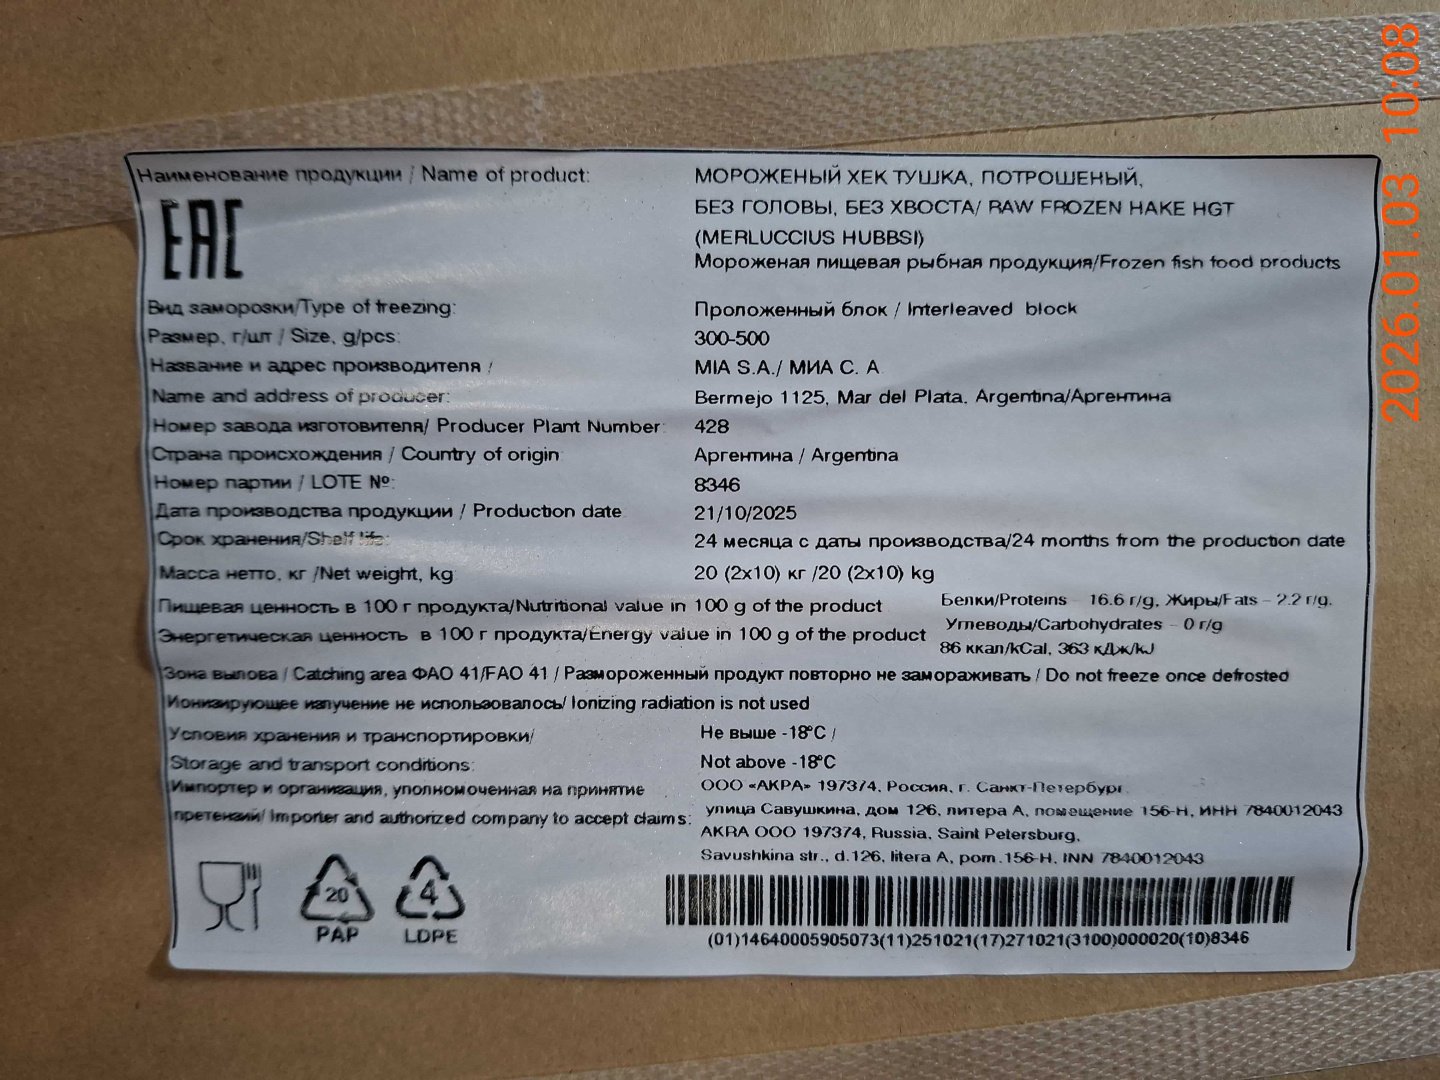 Наименование продукции / Name of product: МОРОЖЕНЫЙ ХЕК ТУШКА, ПОТРОШЕНЫЙ,
БЕЗ ГОЛОВЫ, БЕЗ ХВОСТА/ RAW FROZEN HAKE HGT
(MERLUCCIUS HUBBSI)
EAC
Мороженая пищевая рыбная продукция/Frozen fish food products
Вид заморозки/Type of freezing: Проложенный блок / Interleaved block
Размер, г/шт / Size, g/pcs: 300-500
Название и адрес производителя / MIA S.A./ МИА С. А
Name and address of producer: Bermejo 1125, Mar del Plata, Argentina/Аргентина
Номер завода изготовителя/ Producer Plant Number: 428
Страна происхождения / Country of origin Аргентина / Argentina
Номер партии / LOTE №: 8346
Дата производства продукции / Production date 21/10/2025
Срок хранения/Shelf life: 24 месяца с даты производства/24 months from the production date
Масса нетто, кг /Net weight, kg 20 (2x10) кг /20 (2x10) kg
Пищевая ценность в 100 г продукта/Nutritional value in 100 g of the product Белки/Proteins – 16.6 г/g, Жиры/Fats – 2.2 г/g,
Углеводы/Carbohydrates – 0 г/g
Энергетическая ценность в 100 г продукта/Energy value in 100 g of the product 86 ккал/kCal, 363 кДж/kJ
Зона вылова / Catching area ФАО 41/FAO 41 / Размороженный продукт повторно не замораживать / Do not freeze once defrosted
Ионизирующее излучение не использовалось/ Ionizing radiation is not used
Условия хранения и транспортировки/ Не выше -18°C /
Storage and transport conditions: Not above -18°C
Импортер и организация, уполномоченная на принятие ООО «АКРА» 197374, Россия, г. Санкт-Петербург,
улица Савушкина, дом 126, литера А, помещение 156-Н, ИНН 7840012043
претензий/ Importer and authorized company to accept claims: AKRA OOO 197374, Russia, Saint Petersburg,
Savushkina str., d.126, litera A, pom.156-H, INN 7840012043
20
PAP
4
LDPE
(01)14640005905073(11)251021(17)271021(3100)000020(10)8346
2026.01.03 10:08